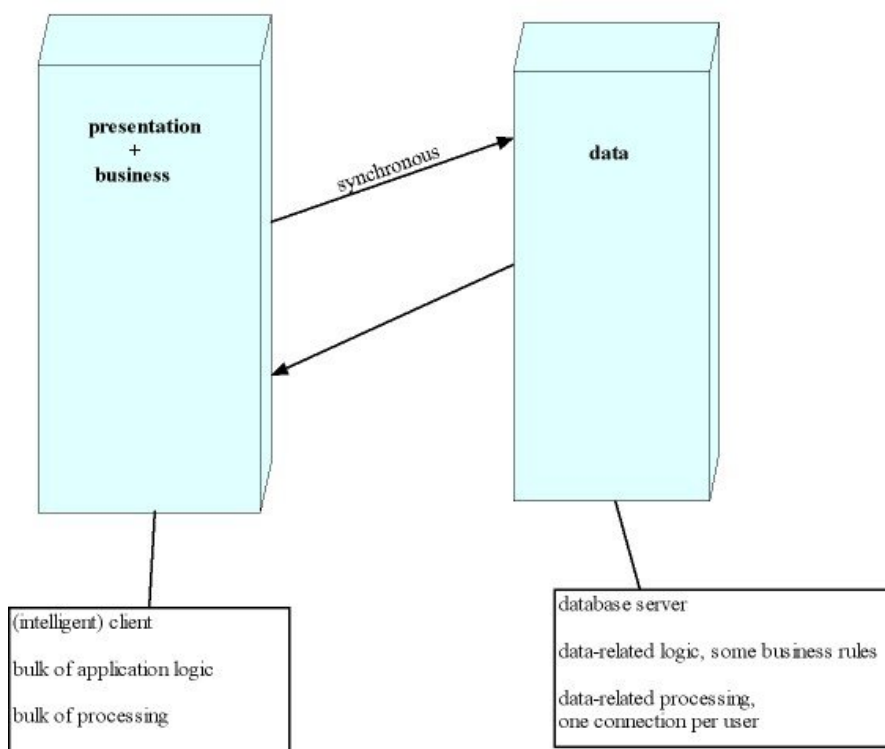 presentation
+
business
synchronous
data
(intelligent) client
bulk of application logic
bulk of processing
database server
data-related logic, some business rules
data-related processing,
one connection per user